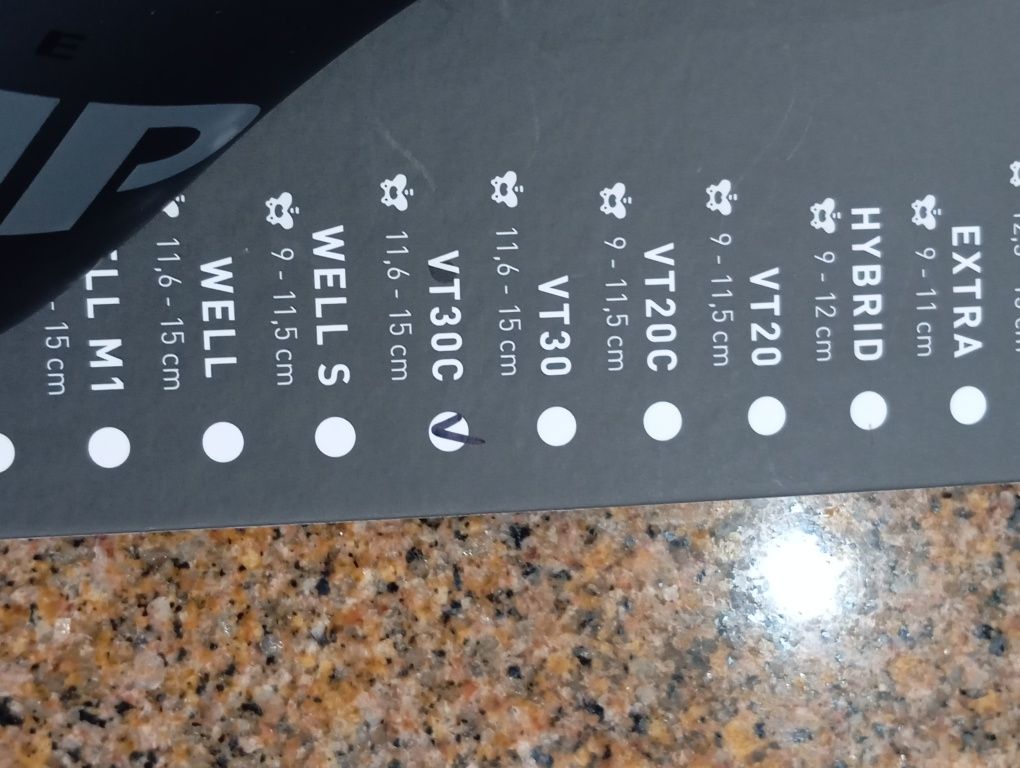 EXTRA
9 - 11 cm
HYBRID
9 - 12 cm
VT20
9 - 11,5 cm
VT20C
9 - 11,5 cm
VT30
11,6 - 15 cm
VT30C
11,6 - 15 cm
WELL S
9 - 11,5 cm
WELL
11,6 - 15 cm
ELL M1
- 15 cm
E
P